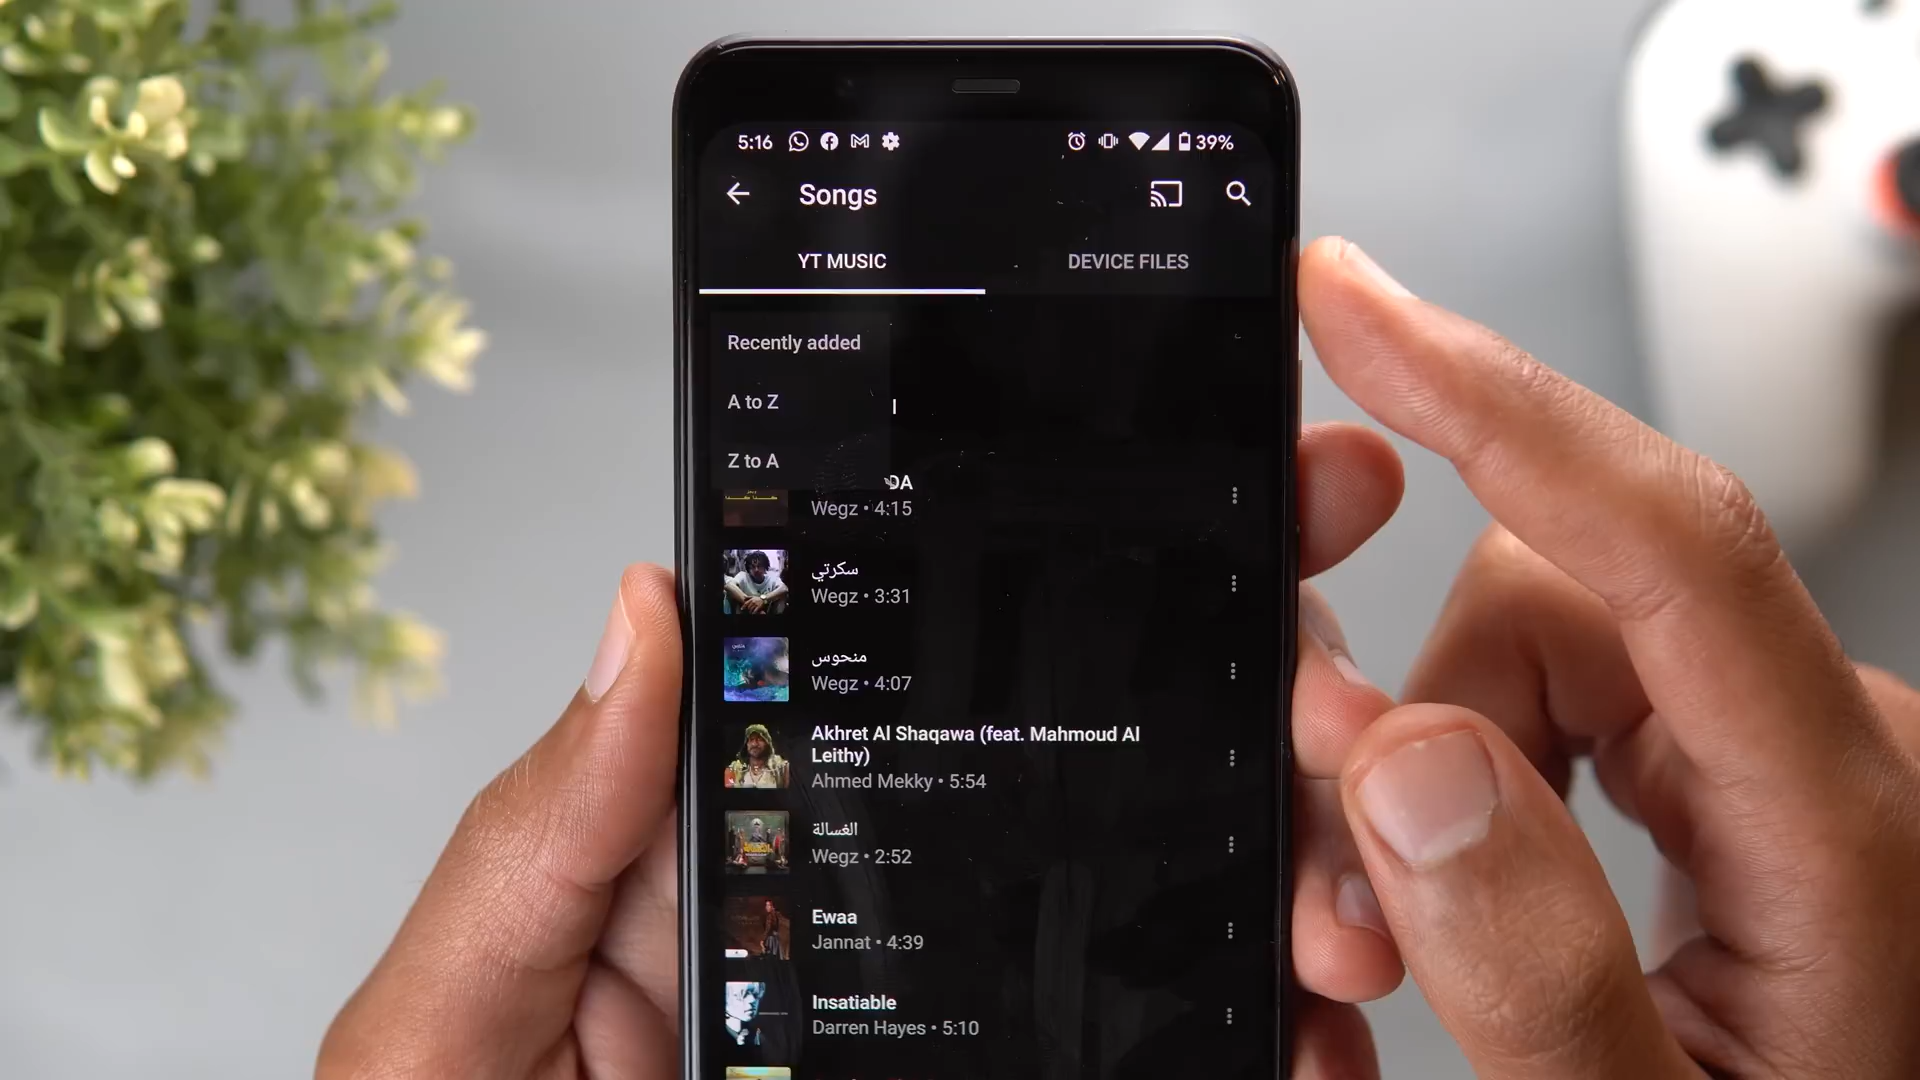 5:16
39%
Songs
YT MUSIC
DEVICE FILES
Recently added
A to Z
Z to A
DA
Wegz • 4:15
سكرتي
Wegz • 3:31
منحوس
Wegz • 4:07
Akhret Al Shaqawa (feat. Mahmoud Al
Leithy)
Ahmed Mekky • 5:54
الغسالة
Wegz • 2:52
Ewaa
Jannat • 4:39
Insatiable
Darren Hayes • 5:10